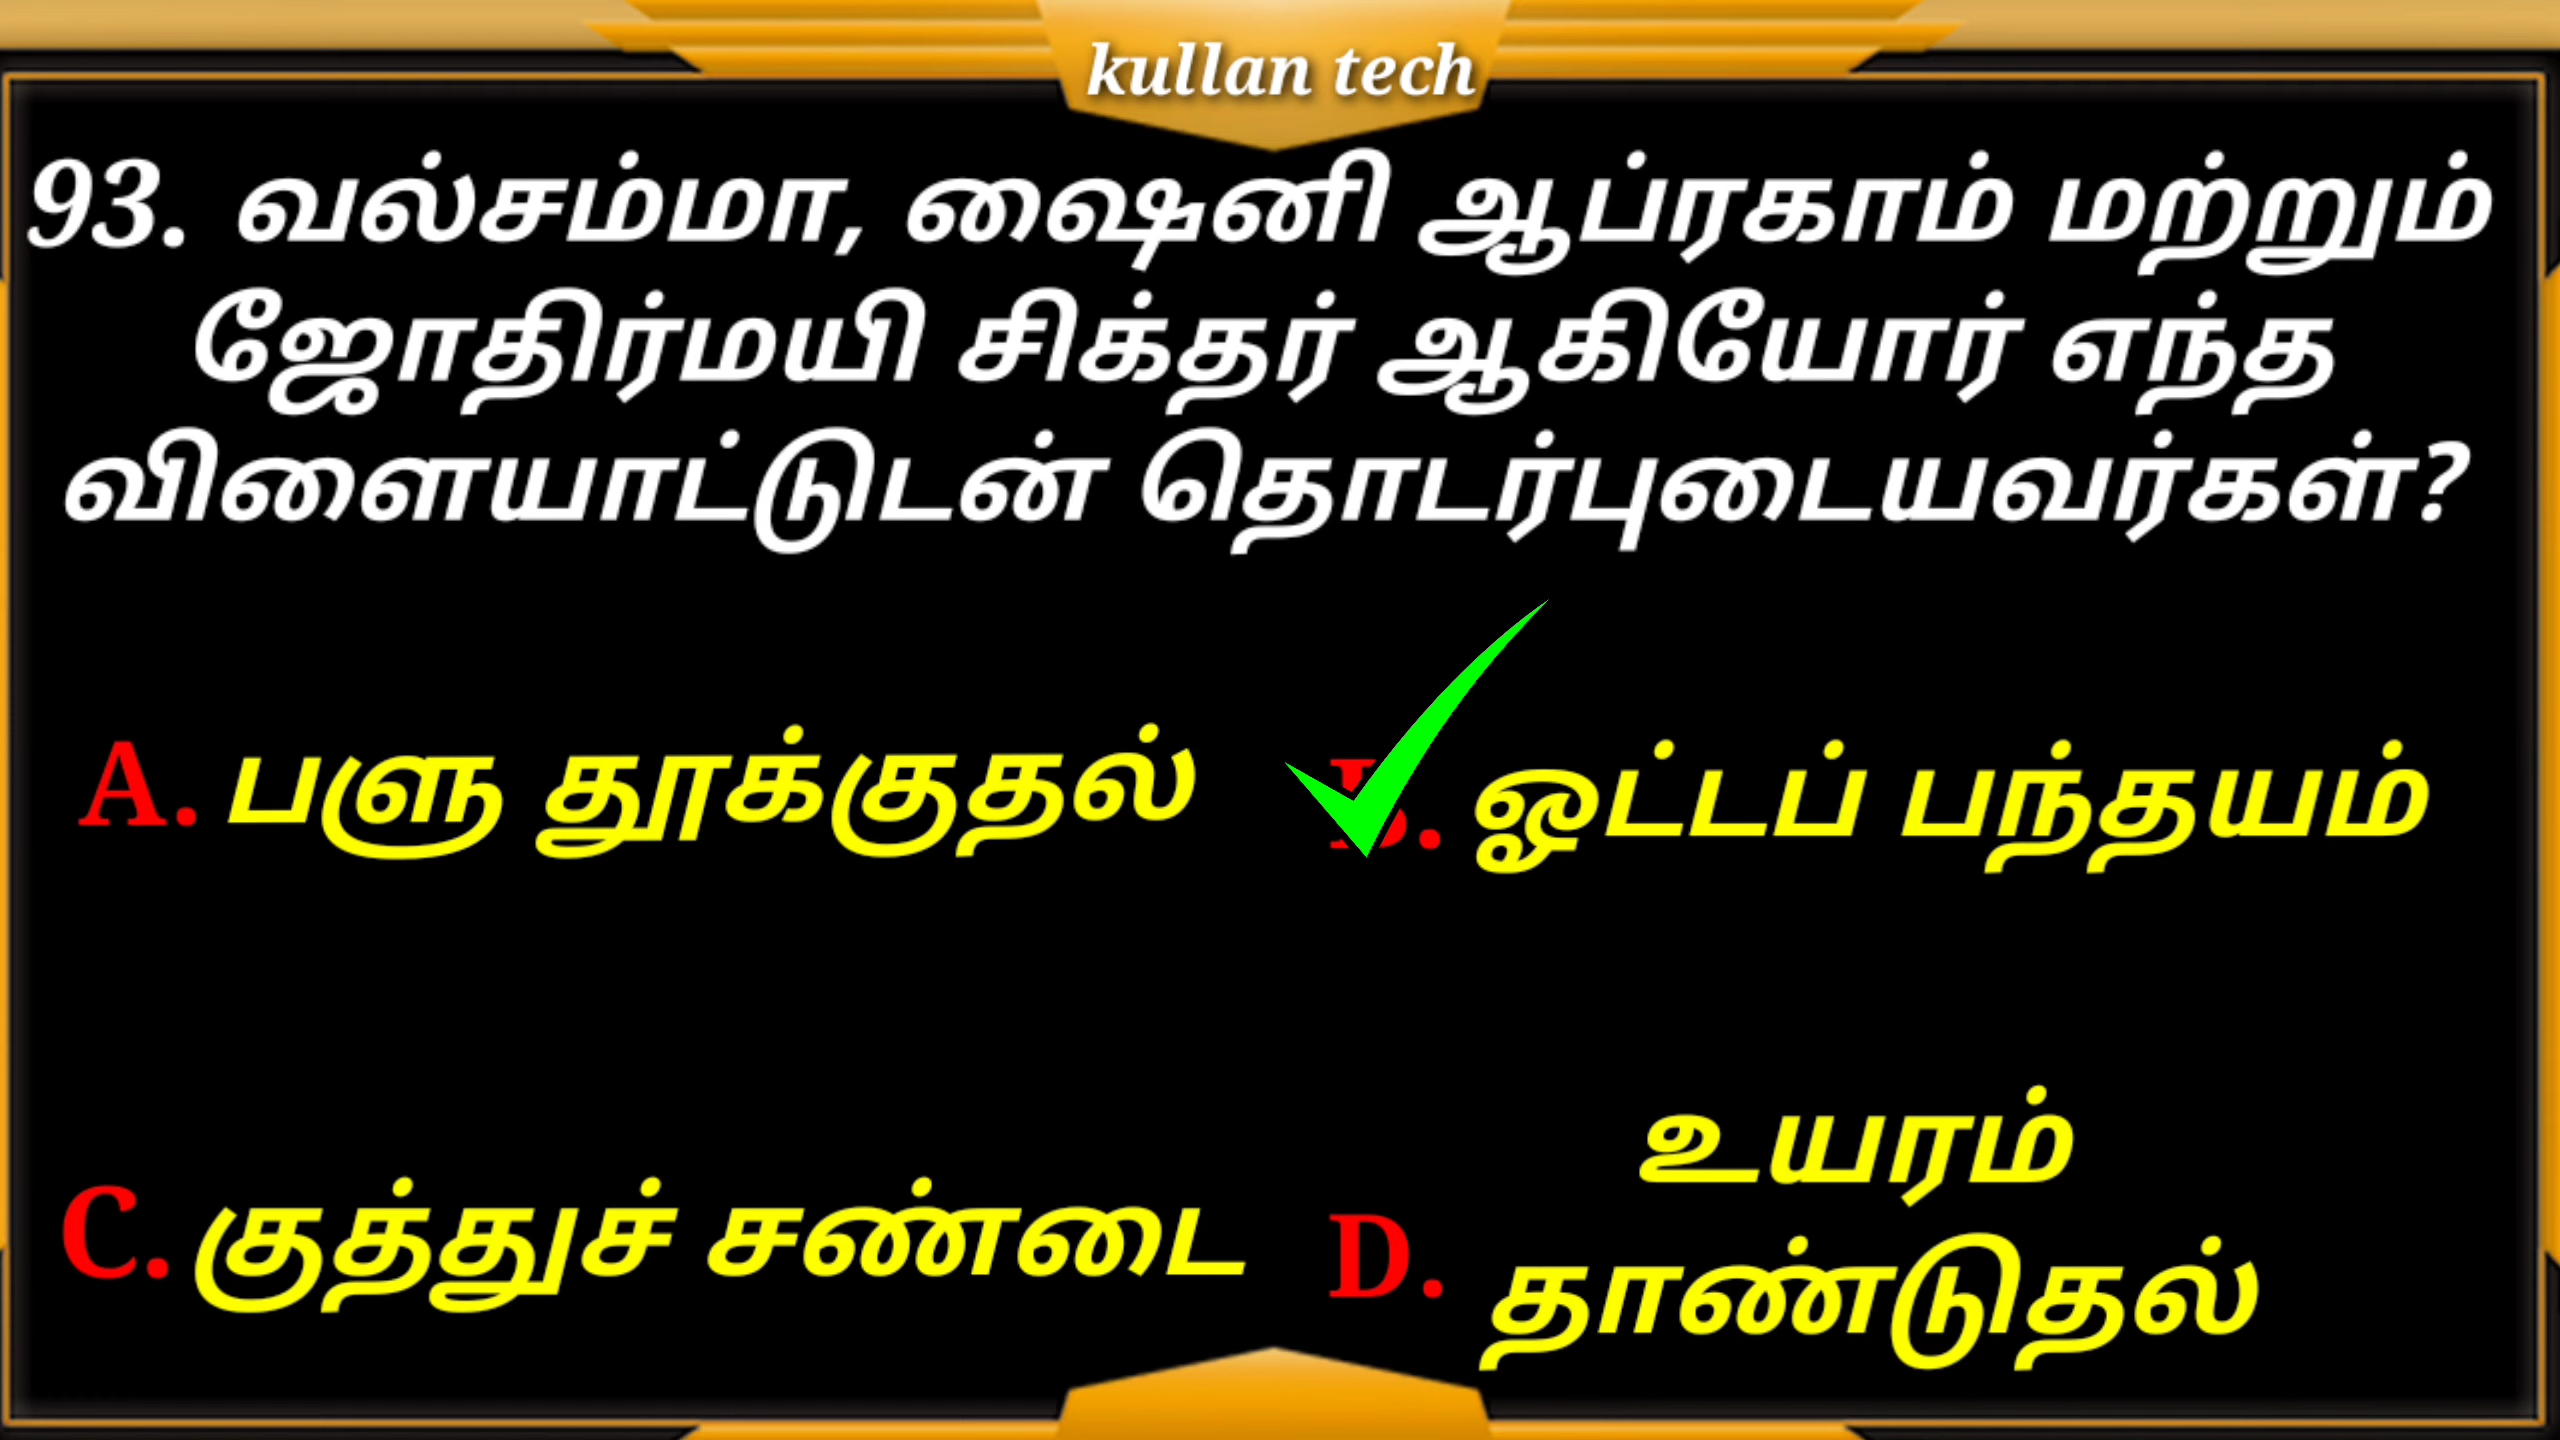 kullan tech
93. வல்சம்மா, ஷைனி ஆப்ரகாம் மற்றும்
ஜோதிர்மயி சிக்தர் ஆகியோர் எந்த
விளையாட்டுடன் தொடர்புடையவர்கள்?
A. பளு தூக்குதல்
B. ஓட்டப் பந்தயம்
C. குத்துச் சண்டை
D. உயரம்
தாண்டுதல்